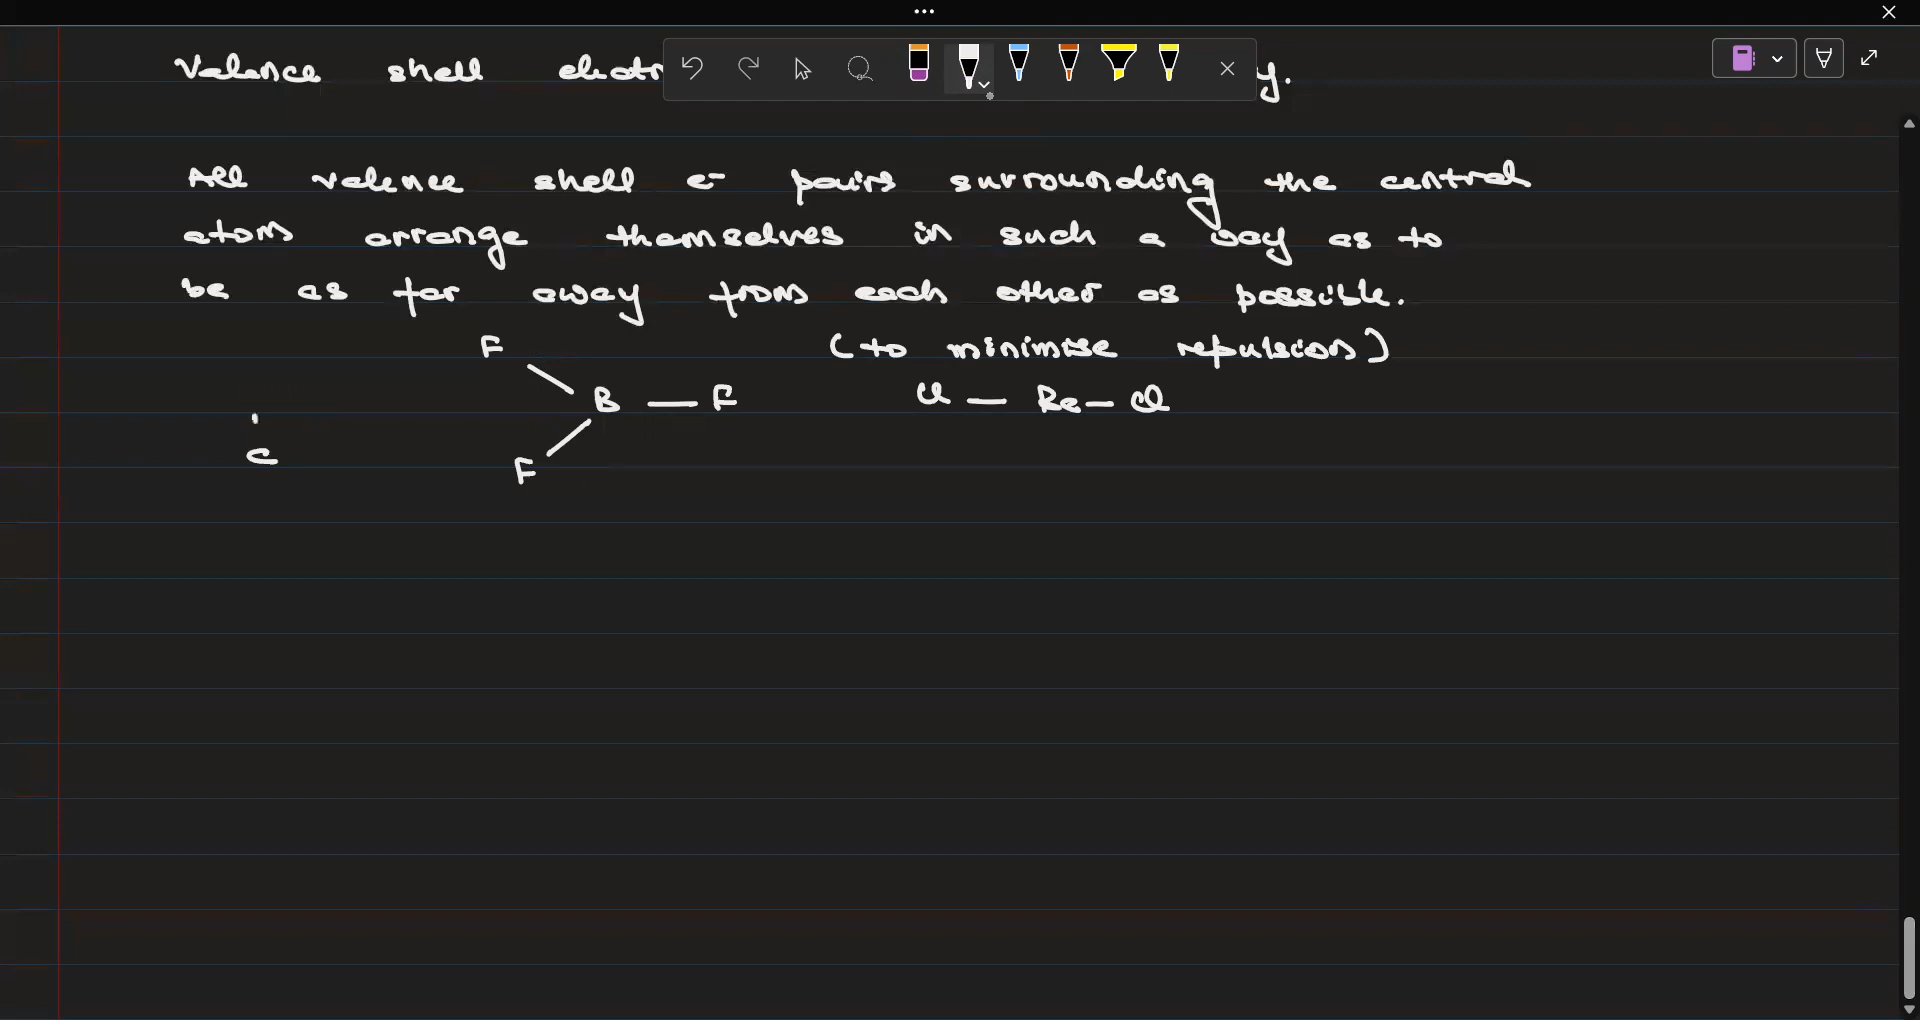 Valence shell electr y.
All valence shell e- pairs surrounding the central
atom arrange themselves in such a way as to
be as far away from each other as possible.
(to minimise repulsion)
F
B — F
F
Cl — Be — Cl
C